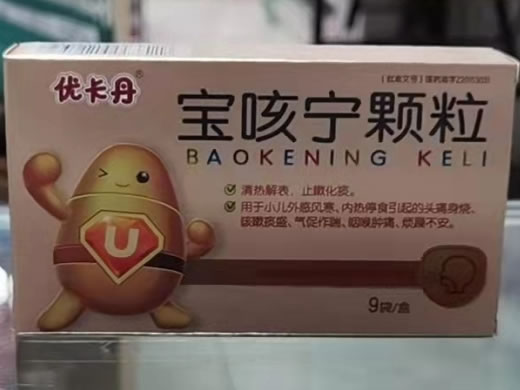 优卡丹®
宝咳宁颗粒
BAOKENING KELI
清热解表，止嗽化痰。
用于小儿外感风寒、内热停食引起的头痛身烧、
咳嗽痰盛、气促作喘、咽喉肿痛、烦躁不安。
U
9袋/盒